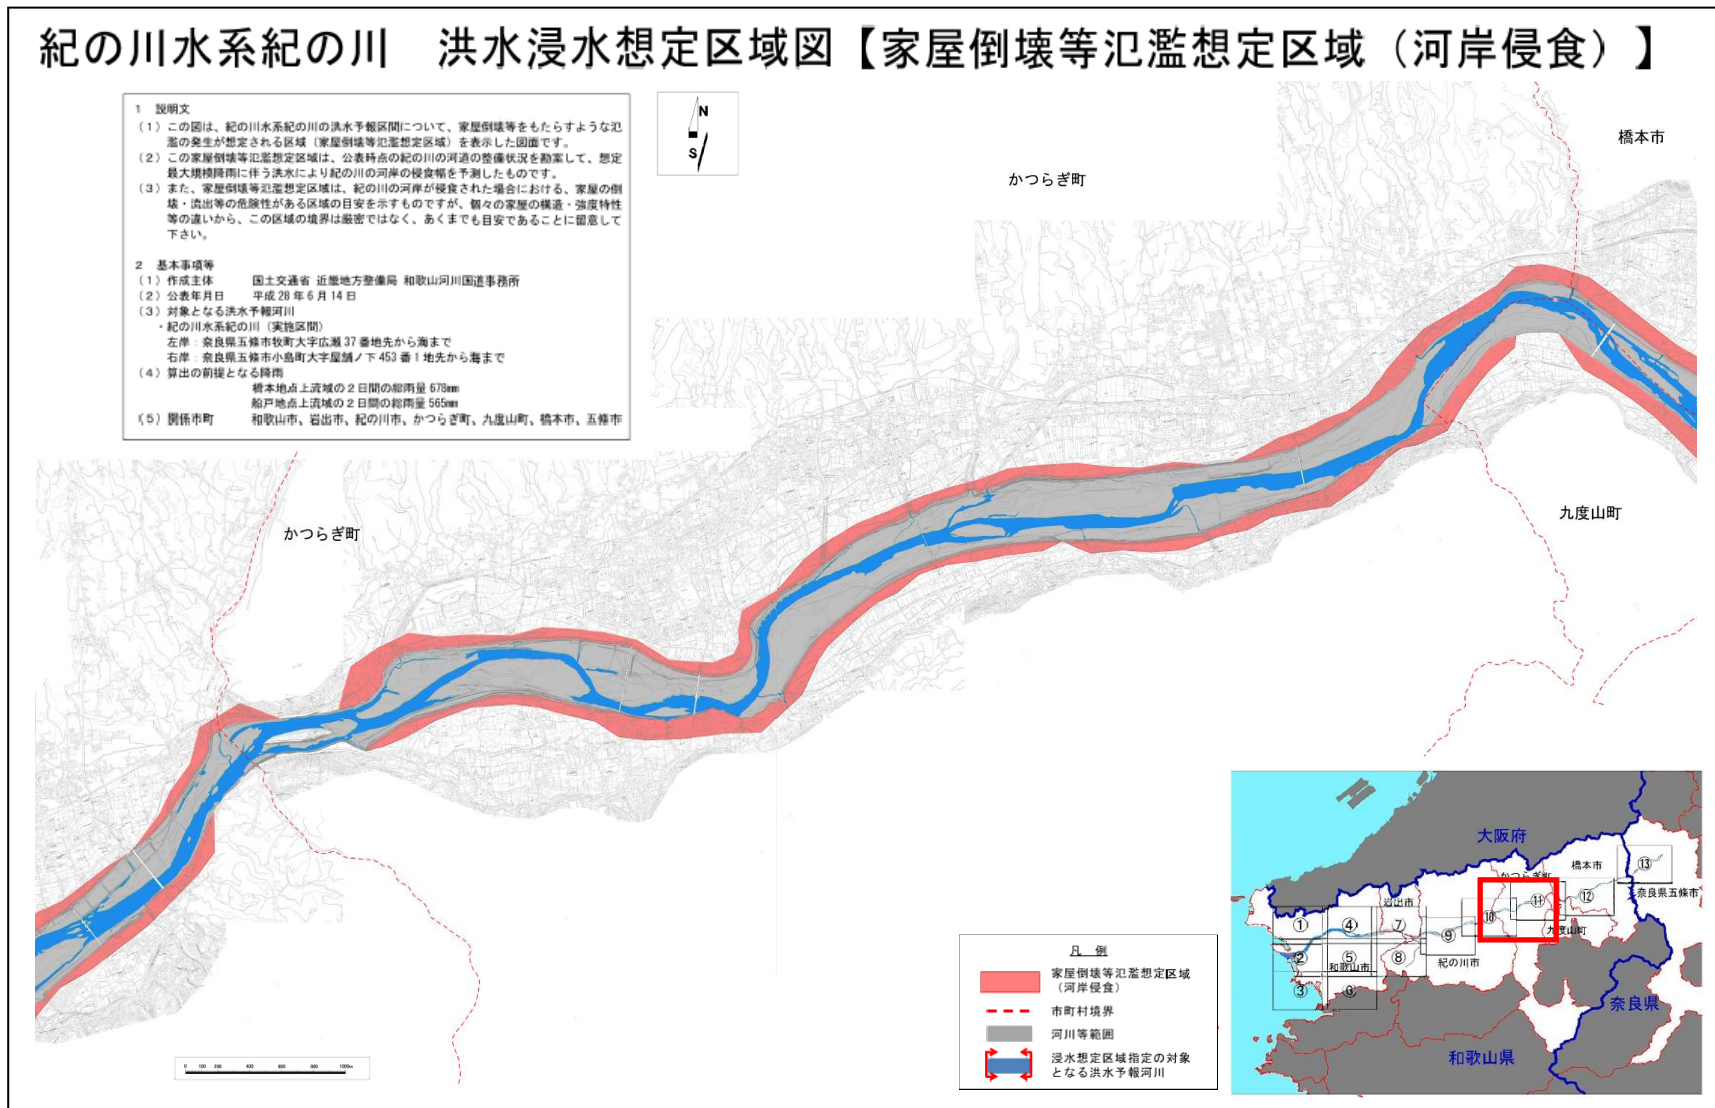 紀の川水系紀の川　洪水浸水想定区域図【家屋倒壊等氾濫想定区域（河岸侵食）】
1　説明文
（1）この図は、紀の川水系紀の川の洪水予報区間について、家屋倒壊等をもたらすような氾
濫の発生が想定される区域（家屋倒壊等氾濫想定区域）を表示した図面です。
（2）この家屋倒壊等氾濫想定区域は、公表時点の紀の川の河道の整備状況を勘案して、想定
最大規模降雨に伴う洪水により紀の川の河岸の侵食幅を予測したものです。
（3）また、家屋倒壊等氾濫想定区域は、紀の川の河岸が侵食された場合における、家屋の倒
壊・流出等の危険性がある区域の目安を示すものですが、個々の家屋の構造・強度特性
等の違いから、この区域の境界は厳密ではなく、あくまでも目安であることに留意して
下さい。
2　基本事項等
（1）作成主体　国土交通省 近畿地方整備局 和歌山河川国道事務所
（2）公表年月日　平成28年6月14日
（3）対象となる洪水予報河川
・紀の川水系紀の川（実施区間）
左岸：奈良県五條市牧町大字広瀬37番地先から海まで
右岸：奈良県五條市小島町大字屋舗ノ下453番1地先から海まで
（4）算出の前提となる降雨
橋本地点上流域の2日間の総雨量678mm
船戸地点上流域の2日間の総雨量565mm
（5）関係市町　和歌山市、岩出市、紀の川市、かつらぎ町、九度山町、橋本市、五條市
N
S
橋本市
かつらぎ町
かつらぎ町
九度山町
0 100 200 400 600 800 1000m
凡 例
家屋倒壊等氾濫想定区域
（河岸侵食）
市町村境界
河川等範囲
浸水想定区域指定の対象
となる洪水予報河川
大阪府
橋本市
⑬
かつらぎ町
奈良県五條市
岩出市
⑪
⑫
⑩
①
④
⑦
⑨
九度山町
②
⑤
⑧
和歌山市
紀の川市
③
⑥
奈良県
和歌山県